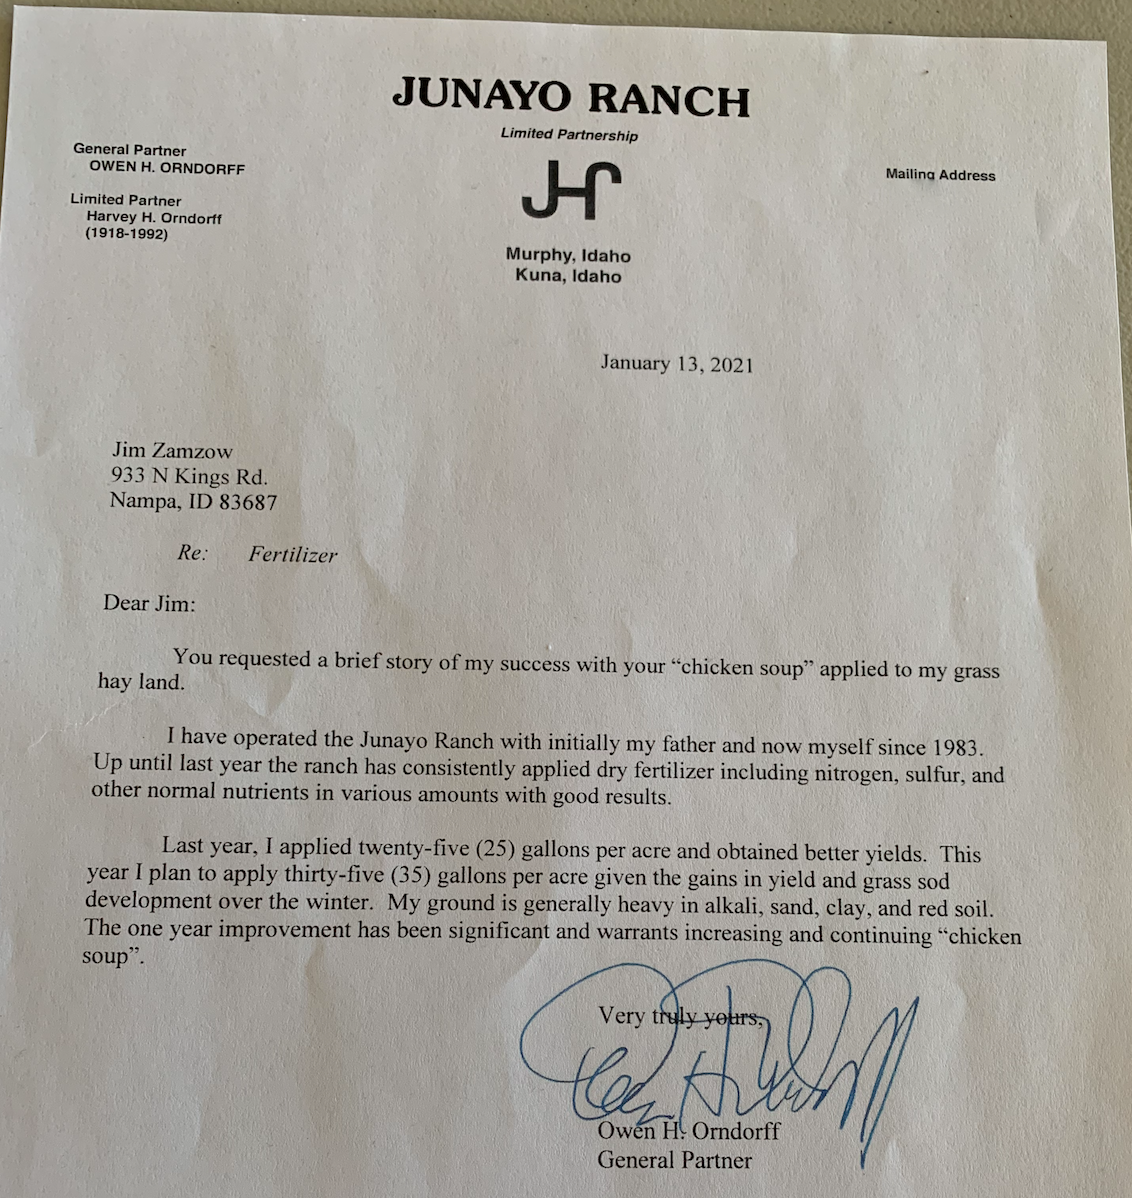 JUNAYO RANCH
Limited Partnership
General Partner
OWEN H. ORNDORFF
Limited Partner
Harvey H. Orndorff
(1918-1992)
JH
Mailing Address
Murphy, Idaho
Kuna, Idaho
January 13, 2021
Jim Zamzow
933 N Kings Rd.
Nampa, ID 83687
Re: Fertilizer
Dear Jim:
You requested a brief story of my success with your “chicken soup” applied to my grass
hay land.
I have operated the Junayo Ranch with initially my father and now myself since 1983.
Up until last year the ranch has consistently applied dry fertilizer including nitrogen, sulfur, and
other normal nutrients in various amounts with good results.
Last year, I applied twenty-five (25) gallons per acre and obtained better yields. This
year I plan to apply thirty-five (35) gallons per acre given the gains in yield and grass sod
development over the winter. My ground is generally heavy in alkali, sand, clay, and red soil.
The one year improvement has been significant and warrants increasing and continuing “chicken
soup”.
Very truly yours,
Owen H. Orndorff
General Partner